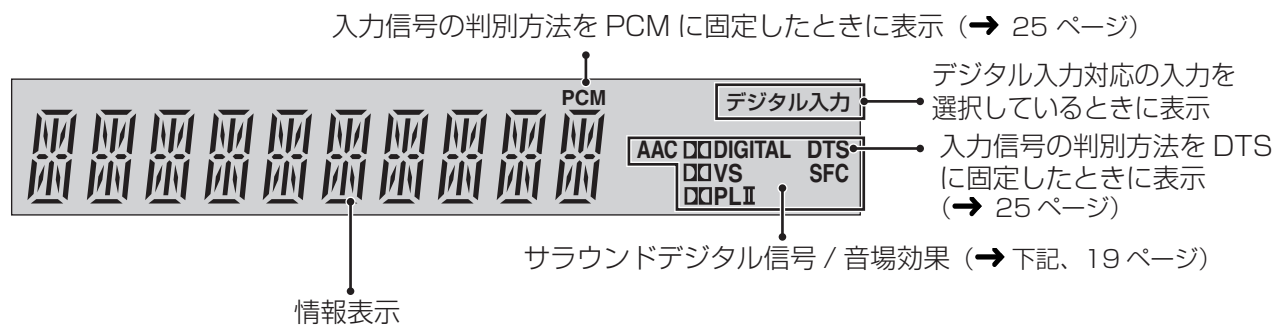 入力信号の判別方法を PCM に固定したときに表示（➜ 25 ページ）
PCM
デジタル入力
デジタル入力対応の入力を
選択しているときに表示
AAC DIGITAL DTS
VS SFC
PLⅡ
入力信号の判別方法を DTS
に固定したときに表示
（➜ 25 ページ）
サラウンドデジタル信号 / 音場効果（➜ 下記、19 ページ）
情報表示